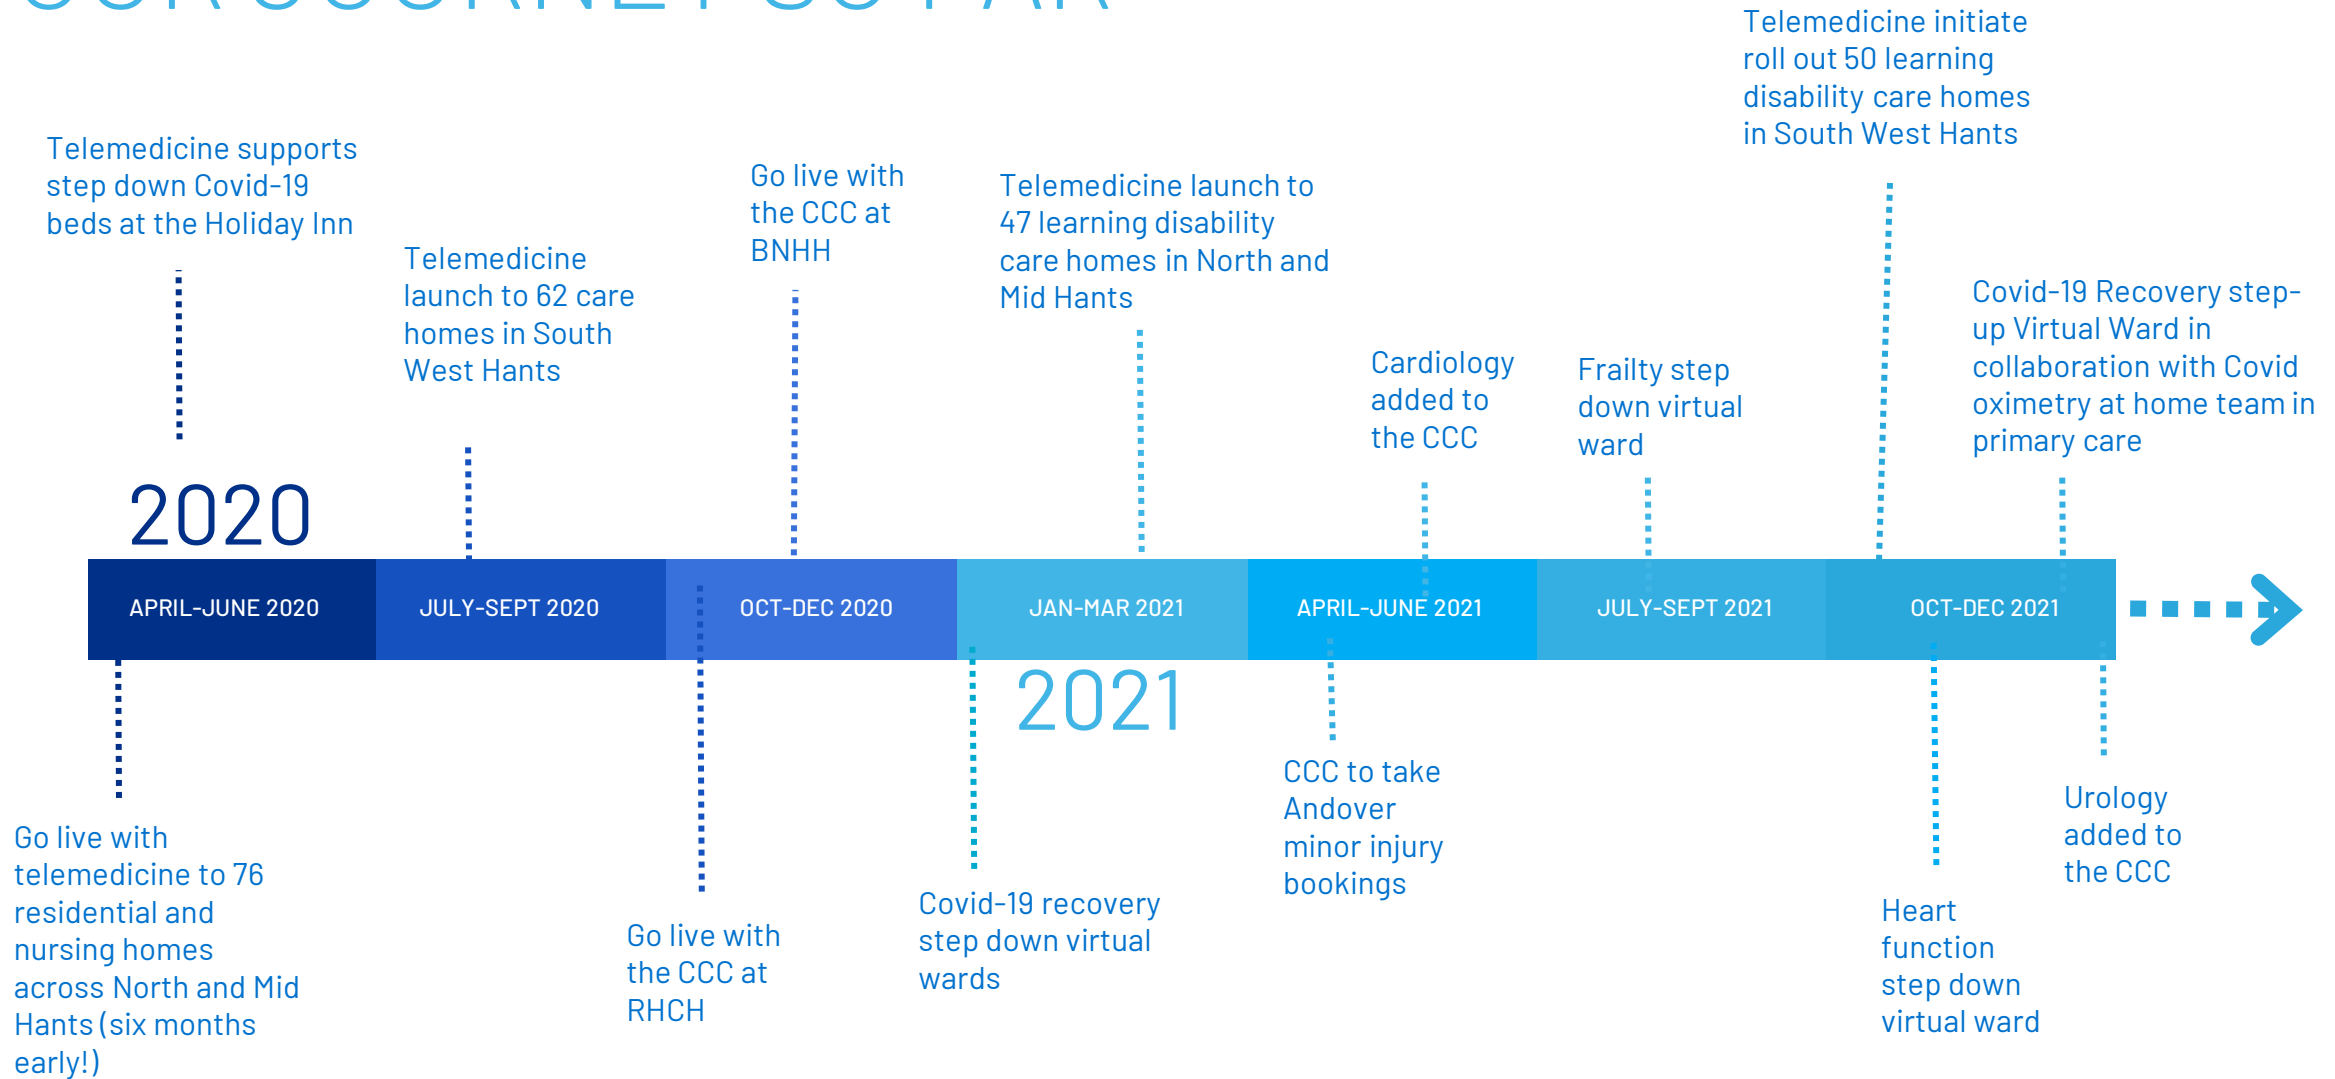 Telemedicine initiate
roll out 50 learning
disability care homes
in South West Hants
Telemedicine supports
step down Covid-19
beds at the Holiday Inn
Telemedicine
launch to 62 care
homes in South
West Hants
Go live with
the CCC at
BNHH
Telemedicine launch to
47 learning disability
care homes in North and
Mid Hants
Cardiology
added to
the CCC
Frailty step
down virtual
ward
Covid-19 Recovery step-
up Virtual Ward in
collaboration with Covid
oximetry at home team in
primary care
2020
APRIL-JUNE 2020
JULY-SEPT 2020
OCT-DEC 2020
JAN-MAR 2021
APRIL-JUNE 2021
JULY-SEPT 2021
OCT-DEC 2021
2021
Go live with
telemedicine to 76
residential and
nursing homes
across North and Mid
Hants (six months
early!)
Go live with
the CCC at
RHCH
Covid-19 recovery
step down virtual
wards
CCC to take
Andover
minor injury
bookings
Heart
function
step down
virtual ward
Urology
added to
the CCC